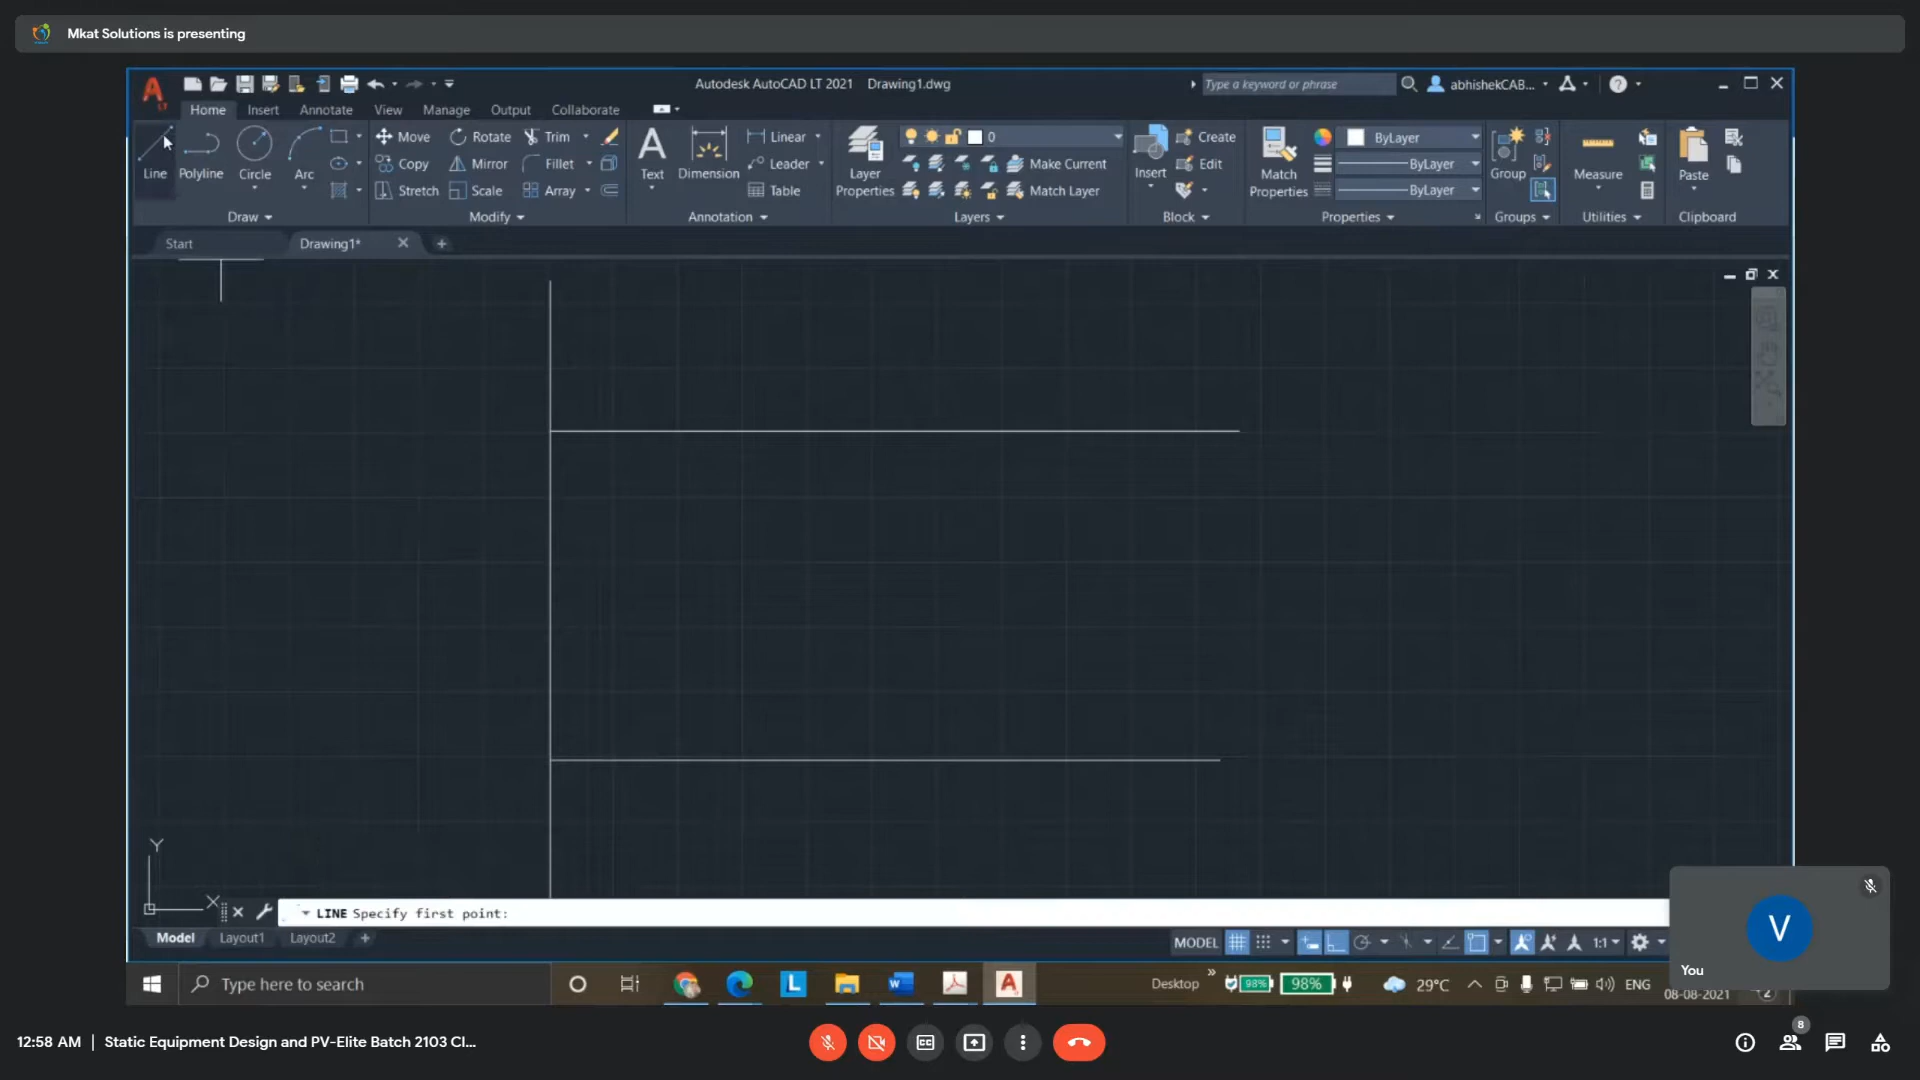 Mkat Solutions is presenting
Autodesk AutoCAD LT 2021 Drawing1.dwg
Type a keyword or phrase
abhishekCAB...
Home Insert Annotate View Manage Output Collaborate
Line Polyline Circle Arc
Move Rotate Trim
Copy Mirror Fillet
Stretch Scale Array
Text Dimension
Linear
Leader
Table
Layer Properties
0
Make Current
Match Layer
Insert
Create
Edit
Match Properties
ByLayer
ByLayer
ByLayer
Group
Measure
Paste
Draw Modify Annotation Layers Block Properties Groups Utilities Clipboard
Start Drawing1*
Y
X
LINE Specify first point:
Model Layout1 Layout2
MODEL
1:1
V
You
Type here to search
Desktop
98%
98%
29°C
ENG
08-08-2021
2
12:58 AM | Static Equipment Design and PV-Elite Batch 2103 Cl...
8